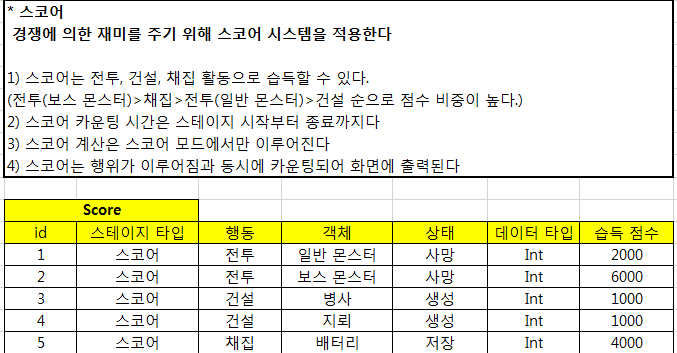 * 스코어
경쟁에 의한 재미를 주기 위해 스코어 시스템을 적용한다
1) 스코어는 전투, 건설, 채집 활동으로 습득할 수 있다.
(전투(보스 몬스터)>채집>전투(일반 몬스터)>건설 순으로 점수 비중이 높다.)
2) 스코어 카운팅 시간은 스테이지 시작부터 종료까지다
3) 스코어 계산은 스코어 모드에서만 이루어진다
4) 스코어는 행위가 이루어짐과 동시에 카운팅되어 화면에 출력된다
Score
id 스테이지 타입 행동 객체 상태 데이터 타입 습득 점수
1 스코어 전투 일반 몬스터 사망 Int 2000
2 스코어 전투 보스 몬스터 사망 Int 6000
3 스코어 건설 병사 생성 Int 1000
4 스코어 건설 지뢰 생성 Int 1000
5 스코어 채집 배터리 저장 Int 4000